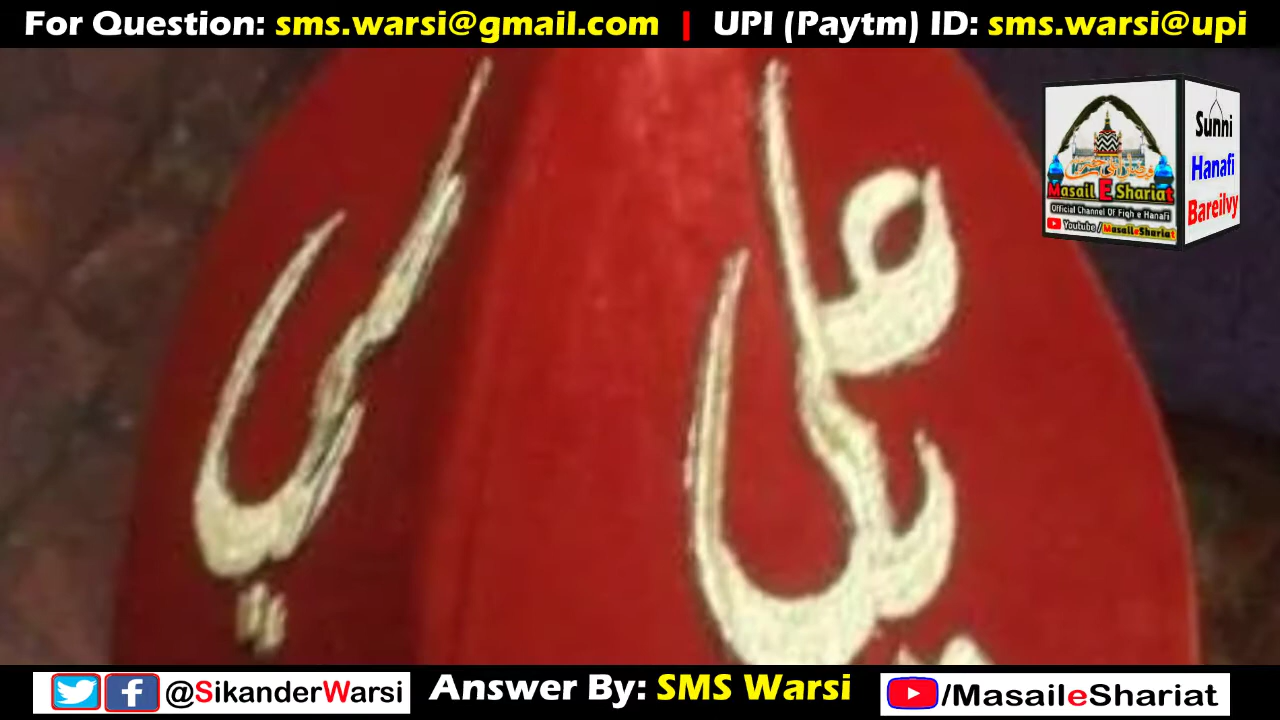 For Question: sms.warsi@gmail.com | UPI (Paytm) ID: sms.warsi@upi
Masail E Shariat
Official Channel Of Fiqh e Hanafi
Youtube / MasaileShariat
Sunni
Hanafi
Bareilvy
علی
@SikanderWarsi
Answer By: SMS Warsi
/MasaileShariat